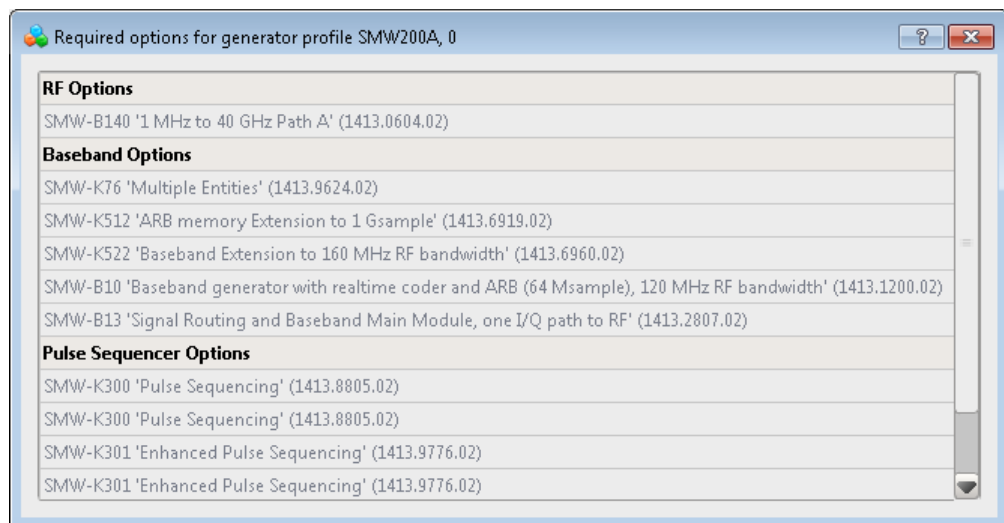 Required options for generator profile SMW200A, 0
RF Options
SMW-B140 '1 MHz to 40 GHz Path A' (1413.0604.02)
Baseband Options
SMW-K76 'Multiple Entities' (1413.9624.02)
SMW-K512 'ARB memory Extension to 1 Gsample' (1413.6919.02)
SMW-K522 'Baseband Extension to 160 MHz RF bandwidth' (1413.6960.02)
SMW-B10 'Baseband generator with realtime coder and ARB (64 Msample), 120 MHz RF bandwidth' (1413.1200.02)
SMW-B13 'Signal Routing and Baseband Main Module, one I/Q path to RF' (1413.2807.02)
Pulse Sequencer Options
SMW-K300 'Pulse Sequencing' (1413.8805.02)
SMW-K300 'Pulse Sequencing' (1413.8805.02)
SMW-K301 'Enhanced Pulse Sequencing' (1413.9776.02)
SMW-K301 'Enhanced Pulse Sequencing' (1413.9776.02)